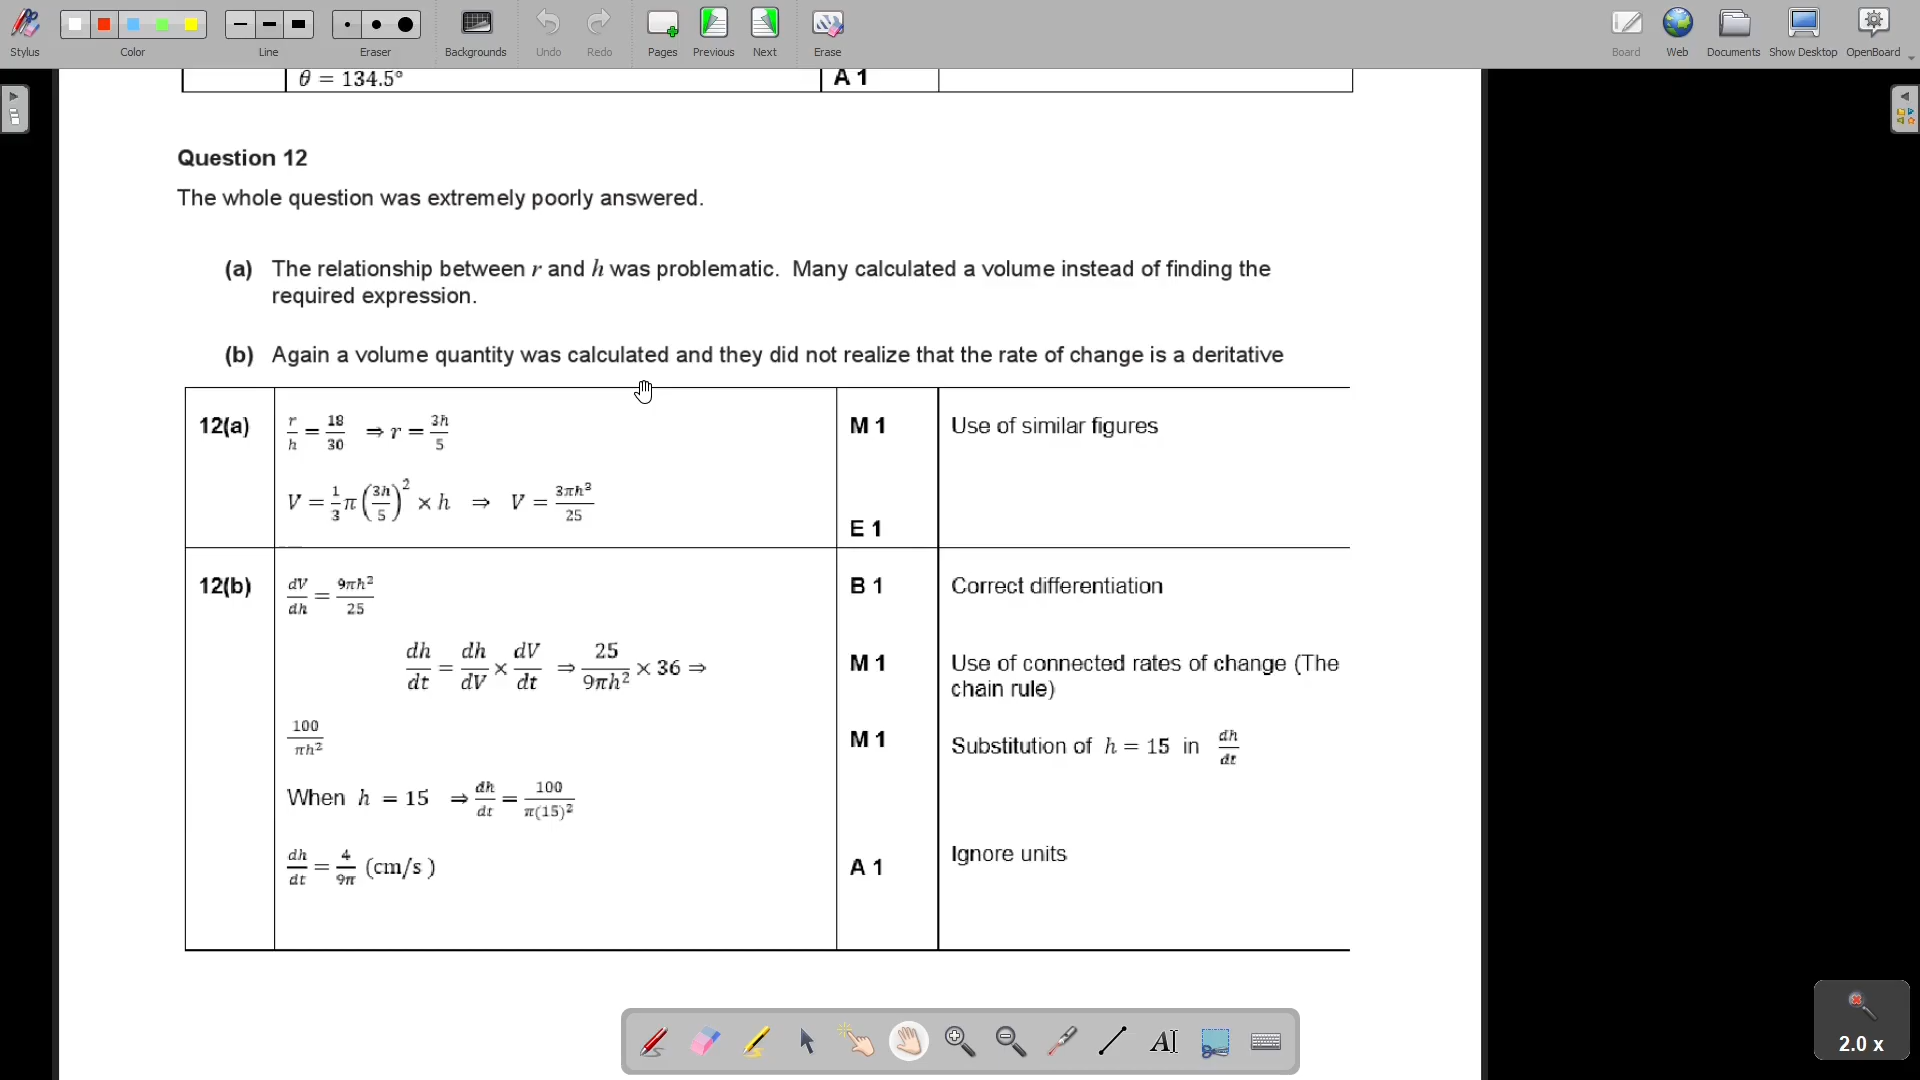 Stylus Color Line Eraser Backgrounds Undo Redo Pages Previous Next Erase Board Web Documents Show Desktop OpenBoard
θ = 134.5° A 1
Question 12
The whole question was extremely poorly answered.
(a) The relationship between r and h was problematic. Many calculated a volume instead of finding the
required expression.
(b) Again a volume quantity was calculated and they did not realize that the rate of change is a deritative
12(a) r/h = 18/30 ⇒ r = 3h/5 M 1 Use of similar figures
V = 1/3 π (3h/5)² × h ⇒ V = 3πh³/25
E 1
12(b) dV/dh = 9πh²/25 B 1 Correct differentiation
dh/dt = dh/dV × dV/dt ⇒ 25/9πh² × 36 ⇒ M 1 Use of connected rates of change (The
chain rule)
100/πh² M 1 Substitution of h = 15 in dh/dt
When h = 15 ⇒ dh/dt = 100/π(15)²
dh/dt = 4/9π (cm/s ) A 1 Ignore units
2.0 x